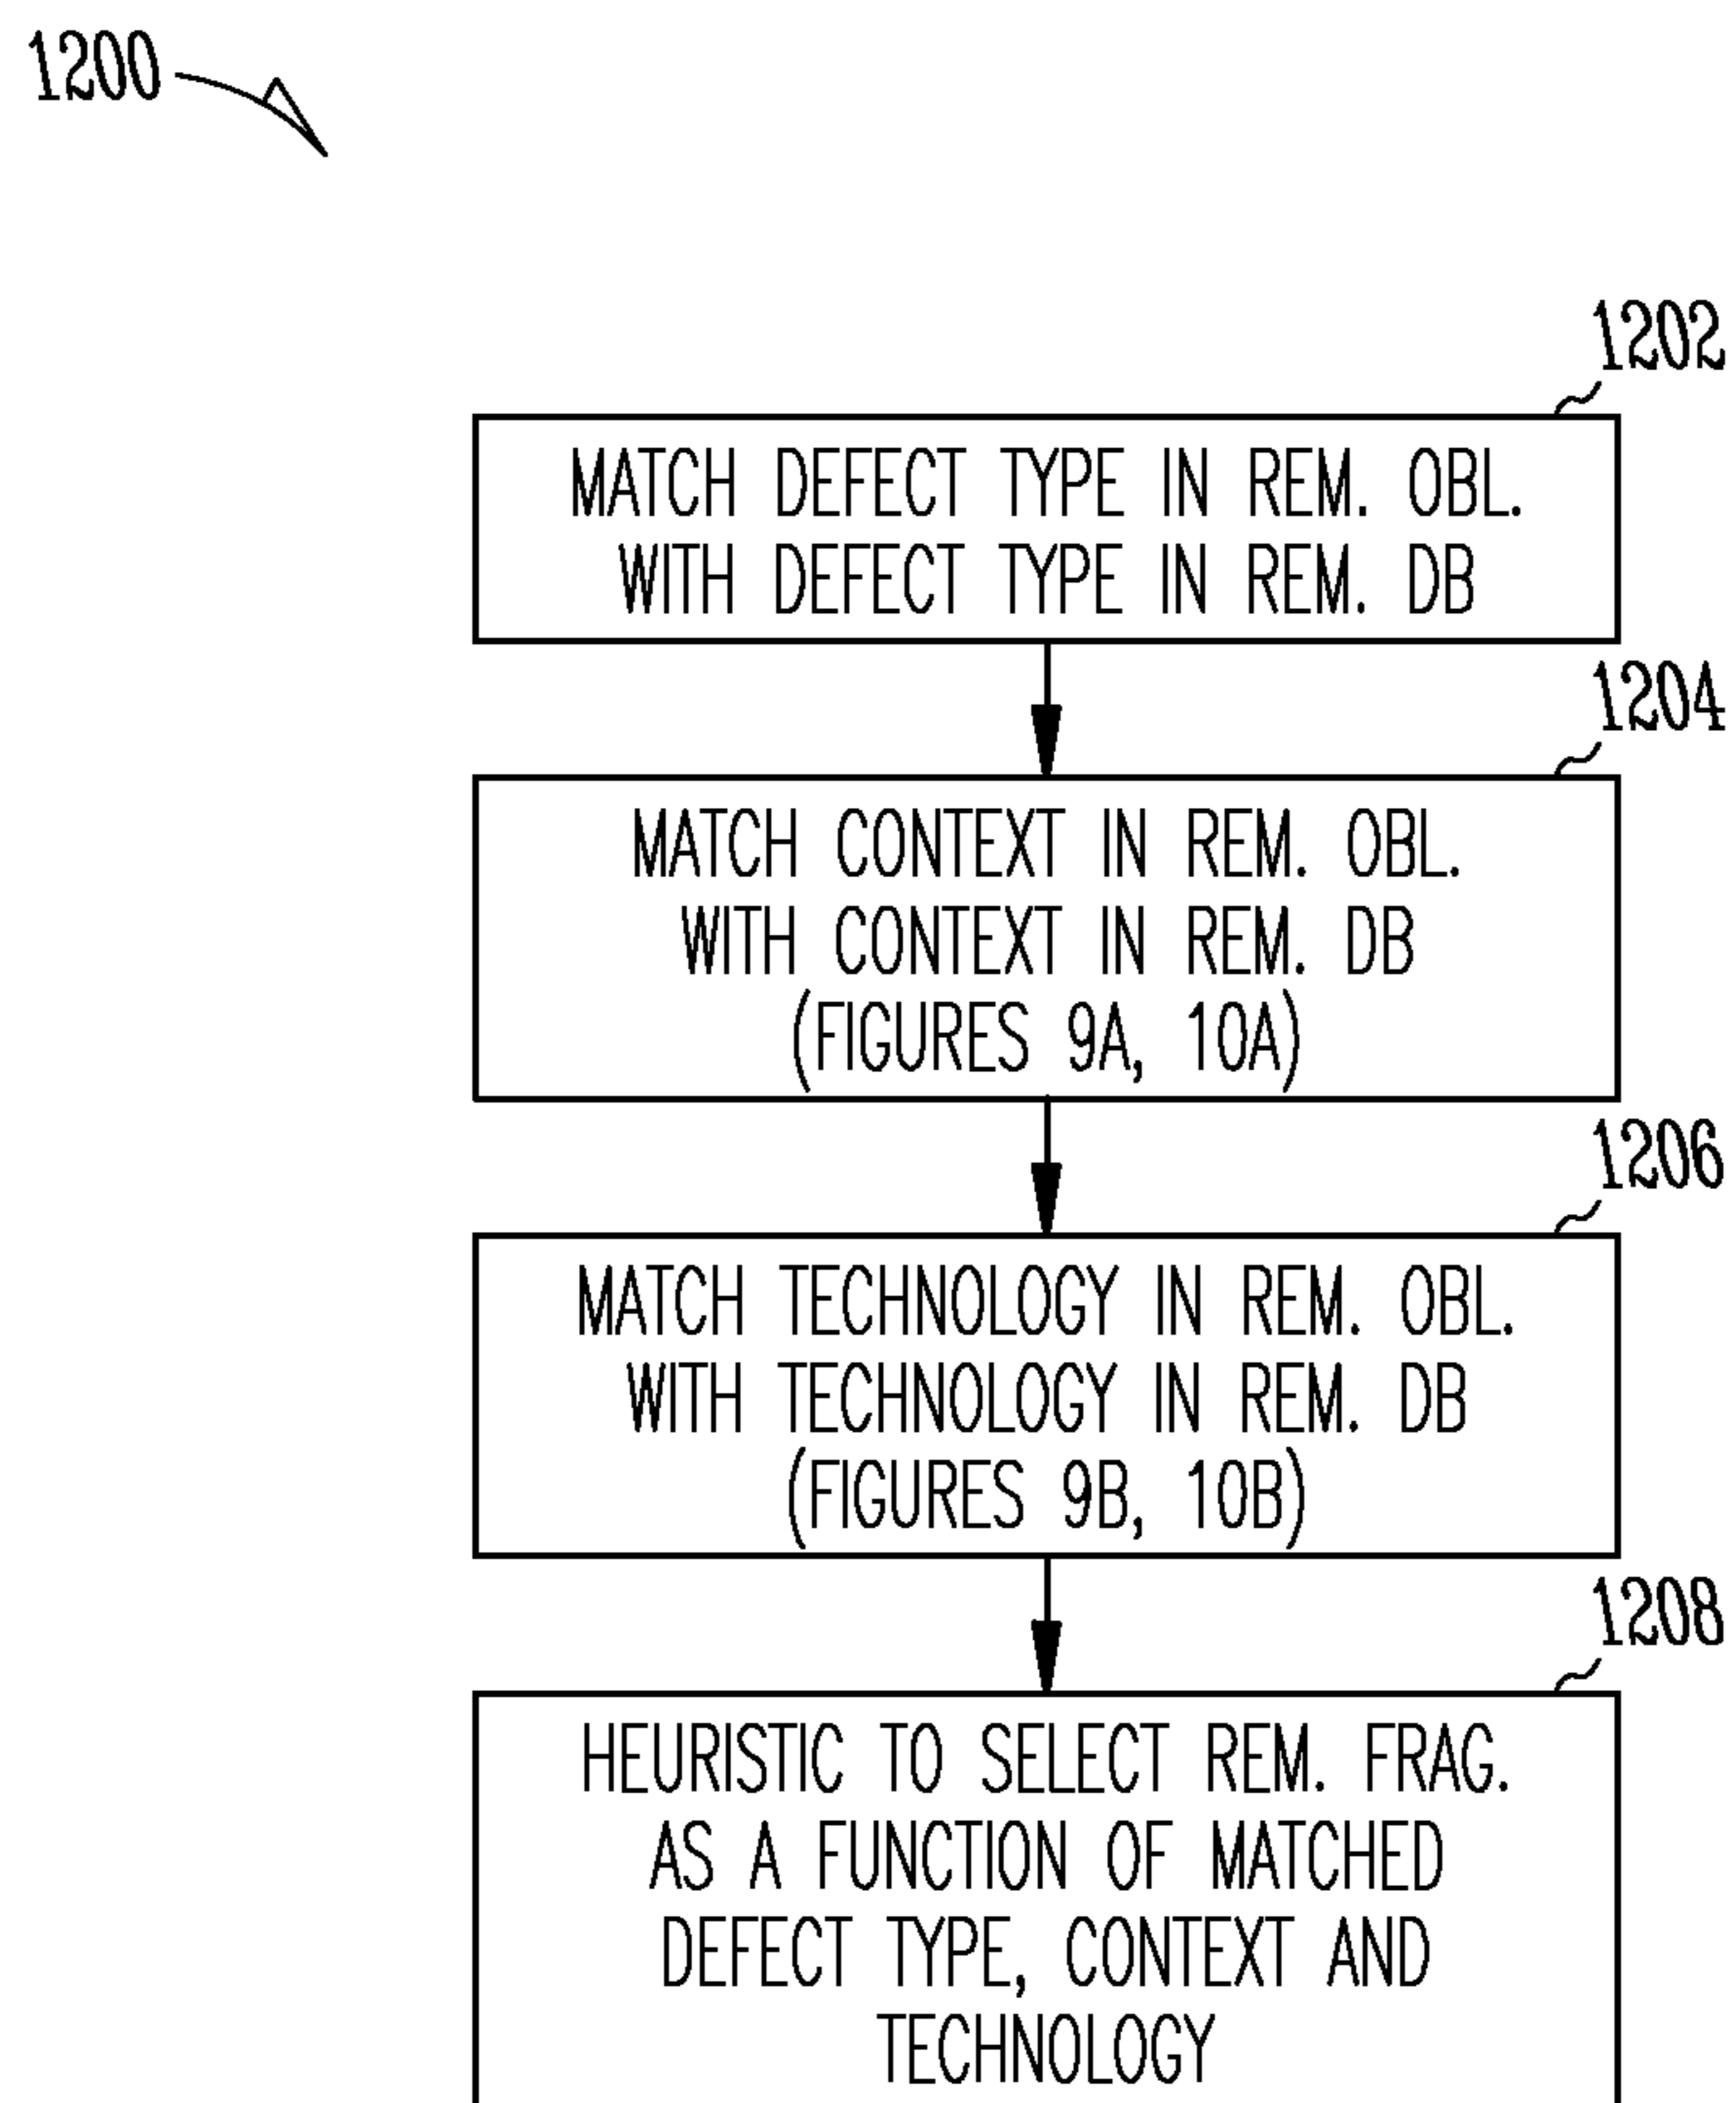 1200
1202
MATCH DEFECT TYPE IN REM. OBL.
WITH DEFECT TYPE IN REM. DB
1204
MATCH CONTEXT IN REM. OBL.
WITH CONTEXT IN REM. DB
(FIGURES 9A, 10A)
1206
MATCH TECHNOLOGY IN REM. OBL.
WITH TECHNOLOGY IN REM. DB
(FIGURES 9B, 10B)
1208
HEURISTIC TO SELECT REM. FRAG.
AS A FUNCTION OF MATCHED
DEFECT TYPE, CONTEXT AND
TECHNOLOGY